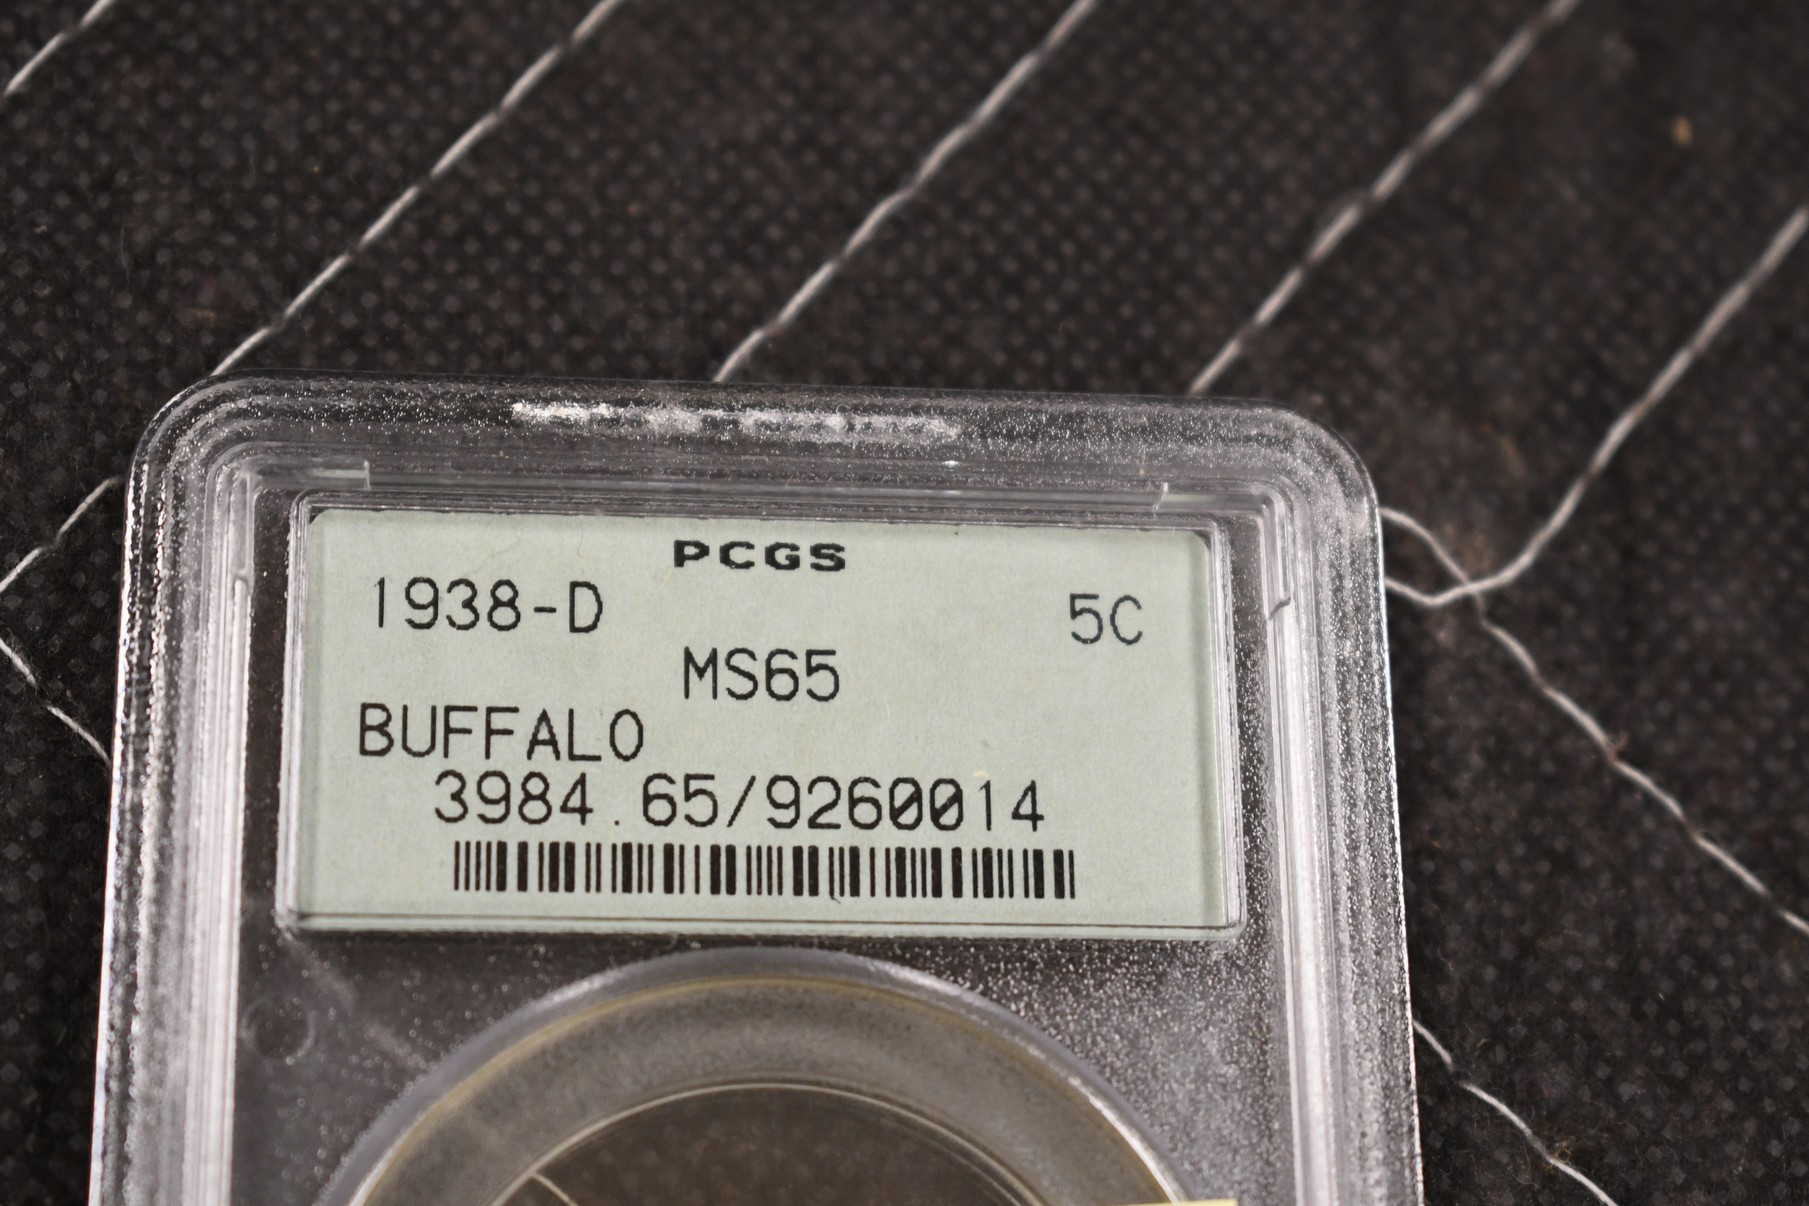 PCGS
1938-D 5C
MS65
BUFFALO
3984.65/9260014